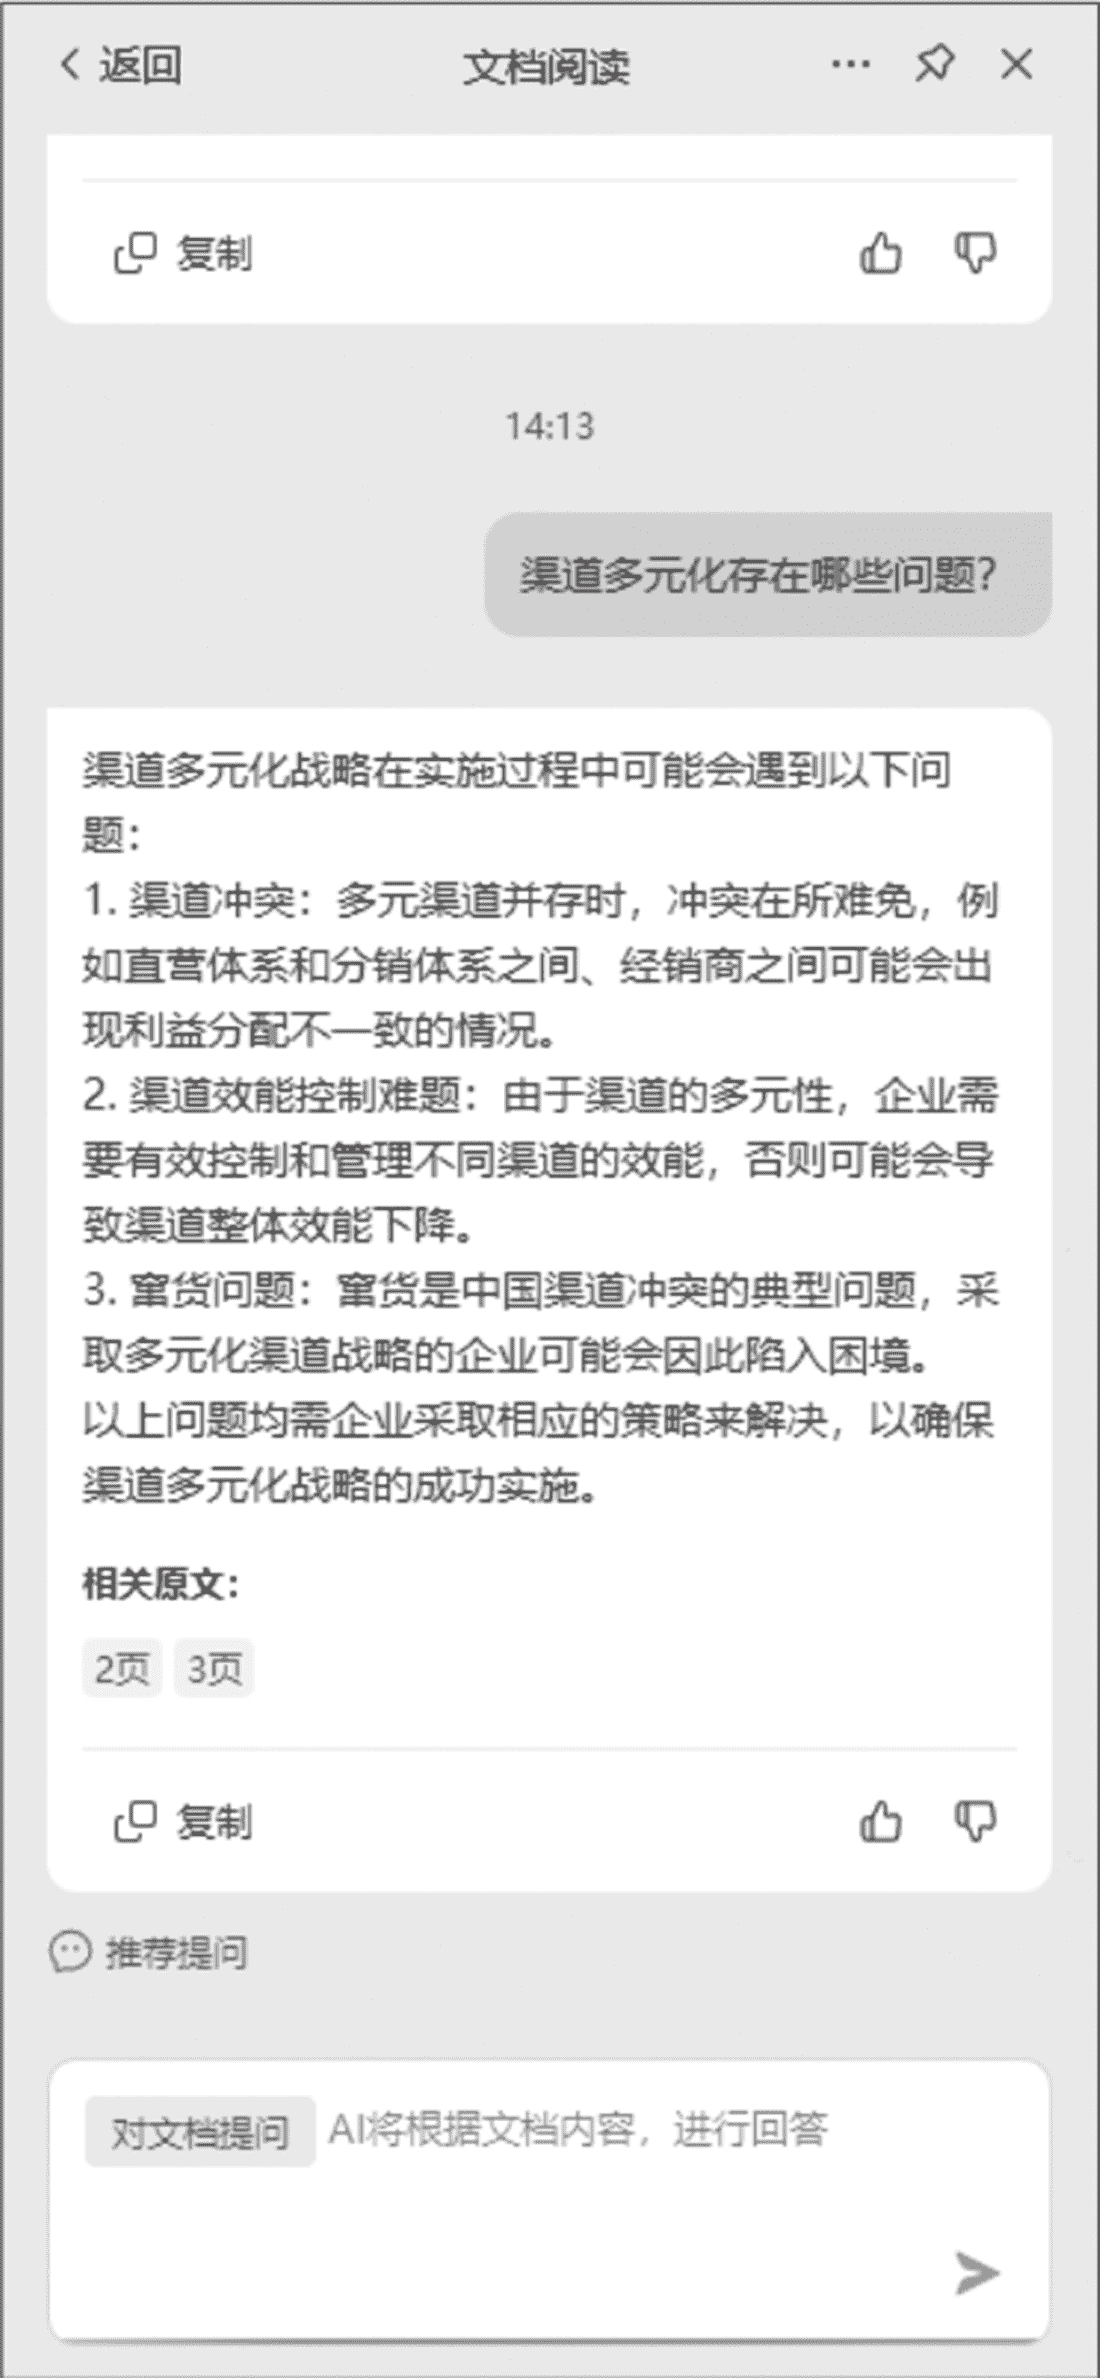 返回 文档阅读 ...
复制
14:13
渠道多元化存在哪些问题？
渠道多元化战略在实施过程中可能会遇到以下问
题：
1. 渠道冲突：多元渠道并存时，冲突在所难免，例
如直营体系和分销体系之间、经销商之间可能会出
现利益分配不一致的情况。
2. 渠道效能控制难题：由于渠道的多元性，企业需
要有效控制和管理不同渠道的效能，否则可能会导
致渠道整体效能下降。
3. 窜货问题：窜货是中国渠道冲突的典型问题，采
取多元化渠道战略的企业可能会因此陷入困境。
以上问题均需企业采取相应的策略来解决，以确保
渠道多元化战略的成功实施。
相关原文：
2页 3页
复制
推荐提问
对文档提问 AI将根据文档内容，进行回答